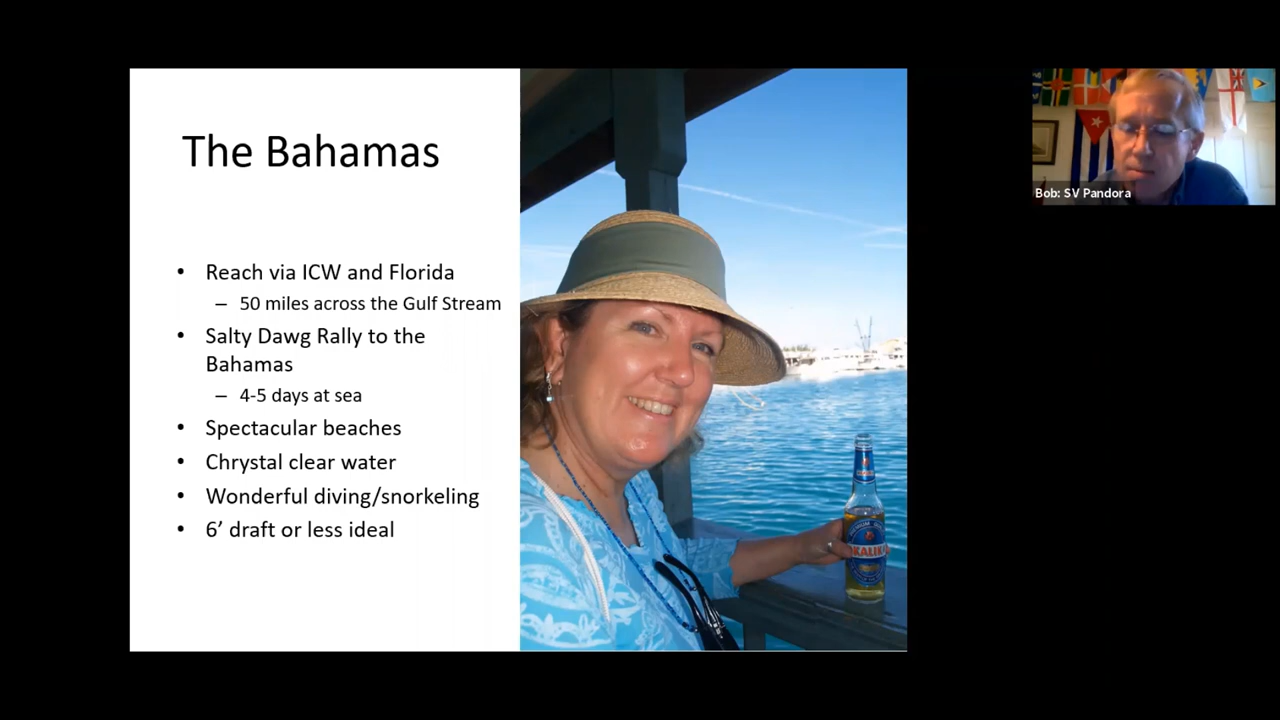 The Bahamas
• Reach via ICW and Florida
– 50 miles across the Gulf Stream
• Salty Dawg Rally to the
Bahamas
– 4-5 days at sea
• Spectacular beaches
• Chrystal clear water
• Wonderful diving/snorkeling
• 6’ draft or less ideal
KALIK
Bob: SV Pandora